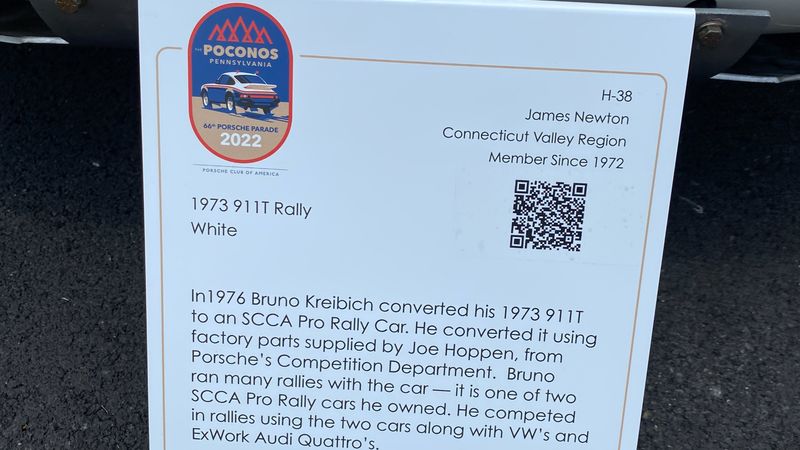 THE POCONOS
PENNSYLVANIA
66th PORSCHE PARADE
2022
PORSCHE CLUB OF AMERICA
H-38
James Newton
Connecticut Valley Region
Member Since 1972
1973 911T Rally
White
In1976 Bruno Kreibich converted his 1973 911T
to an SCCA Pro Rally Car. He converted it using
factory parts supplied by Joe Hoppen, from
Porsche's Competition Department. Bruno
ran many rallies with the car — it is one of two
SCCA Pro Rally cars he owned. He competed
in rallies using the two cars along with VW's and
ExWork Audi Quattro's.